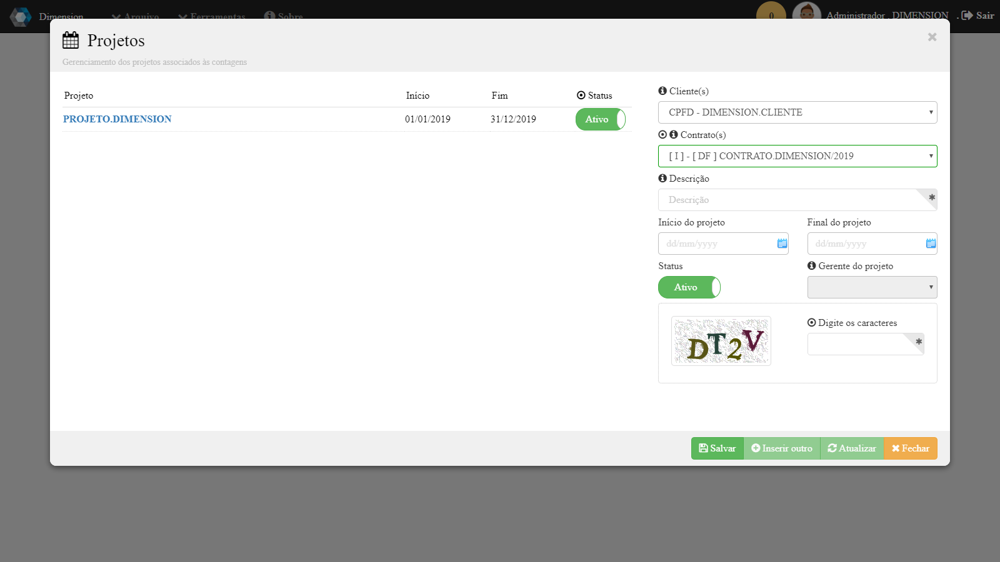 Dimension Arquivo Ferramentas Sobre 0 Administrador . DIMENSION . Sair
Projetos
Gerenciamento dos projetos associados às contagens
Projeto Início Fim Status
PROJETO.DIMENSION 01/01/2019 31/12/2019 Ativo
Cliente(s)
CPFD - DIMENSION.CLIENTE
Contrato(s)
[ I ] - [ DF ] CONTRATO.DIMENSION/2019
Descrição
Descrição
Início do projeto Final do projeto
dd/mm/yyyy dd/mm/yyyy
Status Gerente do projeto
Ativo
Digite os caracteres
DT2V
Salvar Inserir outro Atualizar Fechar